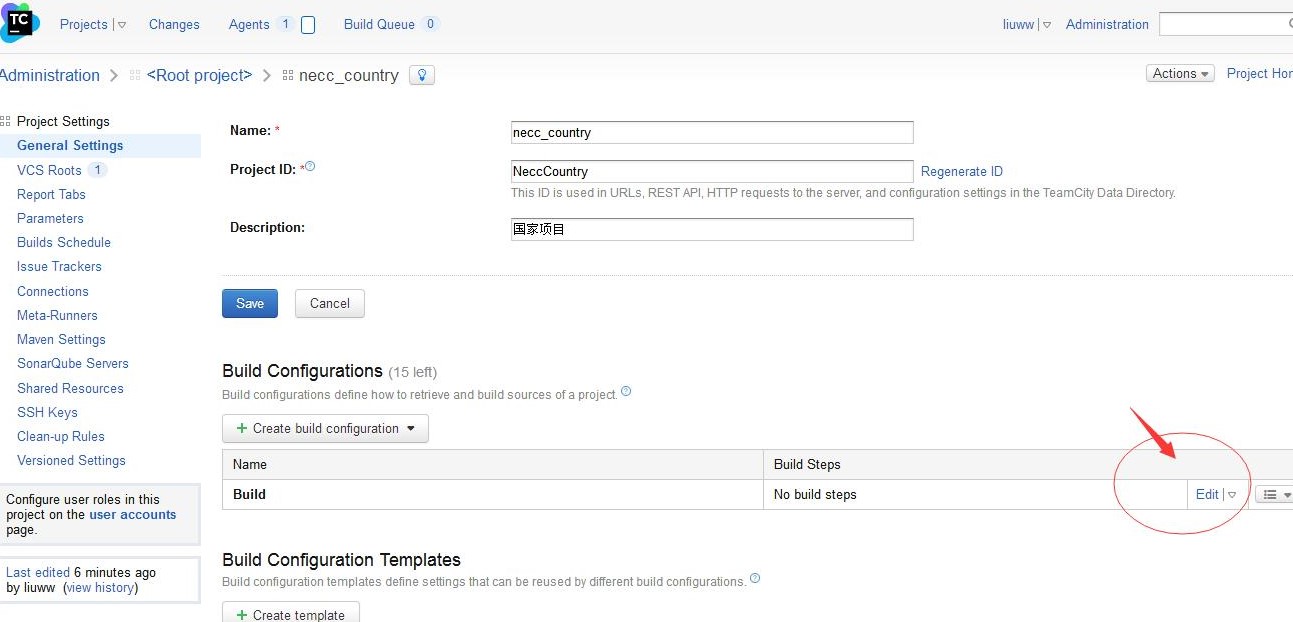 TC
Projects
Changes
Agents 1
Build Queue 0
liuww
Administration
Administration
<Root project>
necc_country
Actions
Project Hor
Project Settings
General Settings
VCS Roots 1
Report Tabs
Parameters
Builds Schedule
Issue Trackers
Connections
Meta-Runners
Maven Settings
SonarQube Servers
Shared Resources
SSH Keys
Clean-up Rules
Versioned Settings
Configure user roles in this
project on the user accounts
page.
Last edited 6 minutes ago
by liuww (view history)
Name: *
necc_country
Project ID: *
NeccCountry
Regenerate ID
This ID is used in URLs, REST API, HTTP requests to the server, and configuration settings in the TeamCity Data Directory.
Description:
国家项目
Save
Cancel
Build Configurations (15 left)
Build configurations define how to retrieve and build sources of a project.
+ Create build configuration
Name
Build Steps
Build
No build steps
Edit
Build Configuration Templates
Build configuration templates define settings that can be reused by different build configurations.
+ Create template